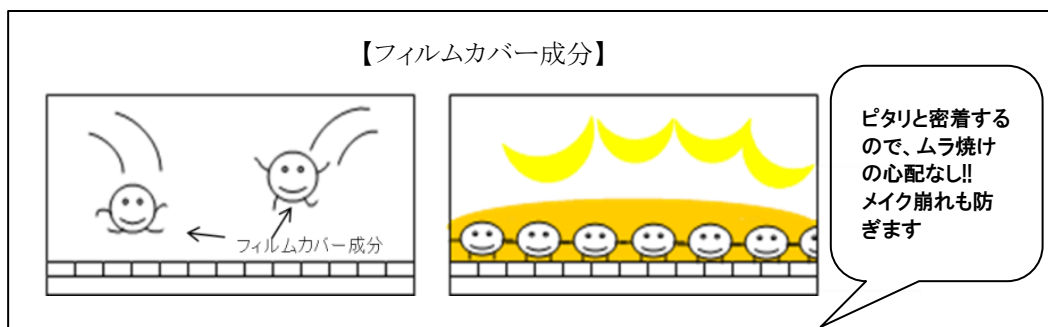 【フィルムカバー成分】
フィルムカバー成分
ピタリと密着する
ので、ムラ焼け
の心配なし!!
メイク崩れも防
ぎます